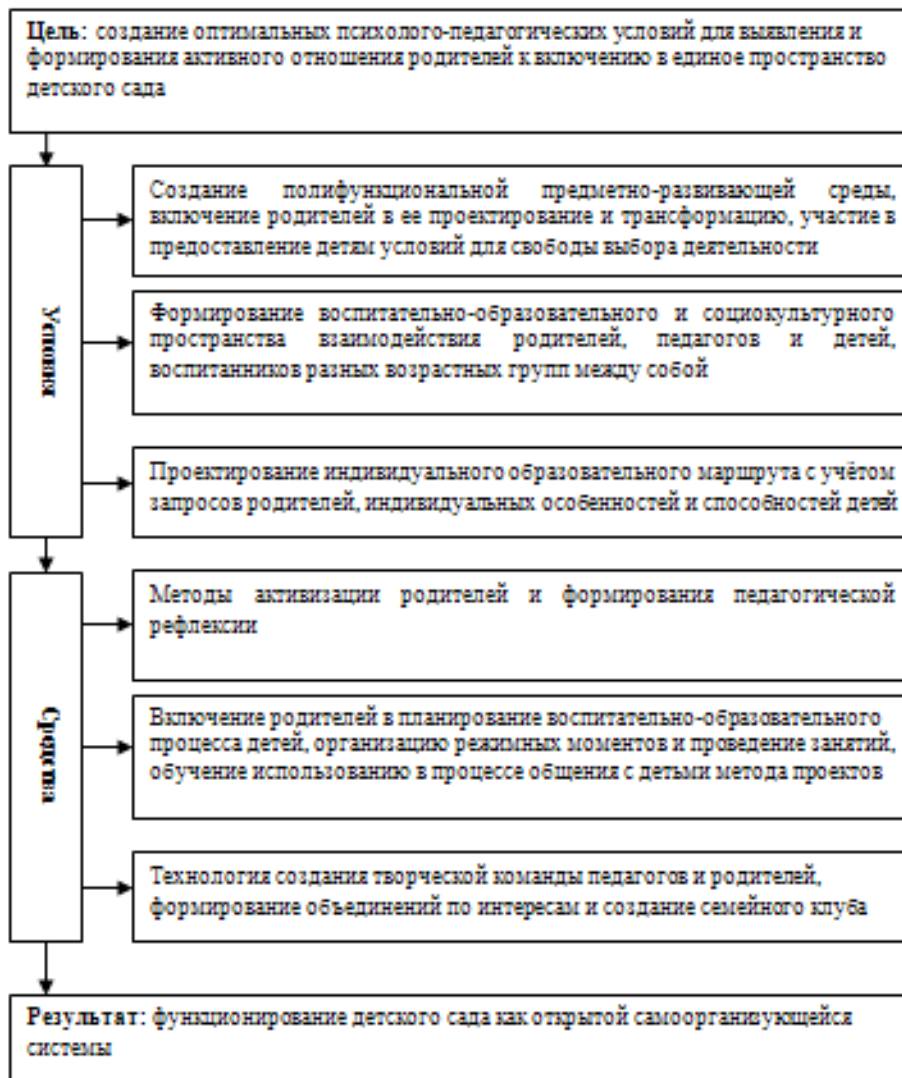 Цель: создание оптимальных психолого-педагогических условий для выявления и
формирования активного отношения родителей к включению в единое пространство
детского сада
Условия
Создание полифункциональной предметно-развивающей среды,
включение родителей в ее проектирование и трансформацию, участие в
предоставление детям условий для свободы выбора деятельности
Формирование воспитательно-образовательного и социокультурного
пространства взаимодействия родителей, педагогов и детей,
воспитанников разных возрастных групп между собой
Проектирование индивидуального образовательного маршрута с учётом
запросов родителей, индивидуальных особенностей и способностей детей
Средства
Методы активизации родителей и формирования педагогической
рефлексии
Включение родителей в планирование воспитательно-образовательного
процесса детей, организацию режимных моментов и проведение занятий,
обучение использованию в процессе общения с детьми метода проектов
Технология создания творческой команды педагогов и родителей,
формирование объединений по интересам и создание семейного клуба
Результат: функционирование детского сада как открытой самоорганизующейся
системы